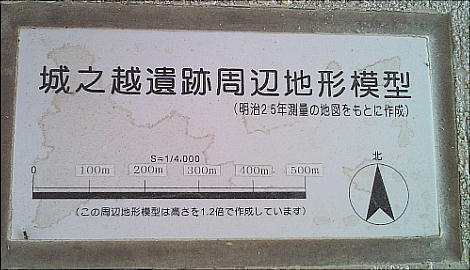 城之越遺跡周辺地形模型
(明治25年測量の地図をもとに作成)
S=1/4,000
0 100m 200m 300m 400m 500m
北
(この周辺地形模型は高さを1.2倍で作成しています)